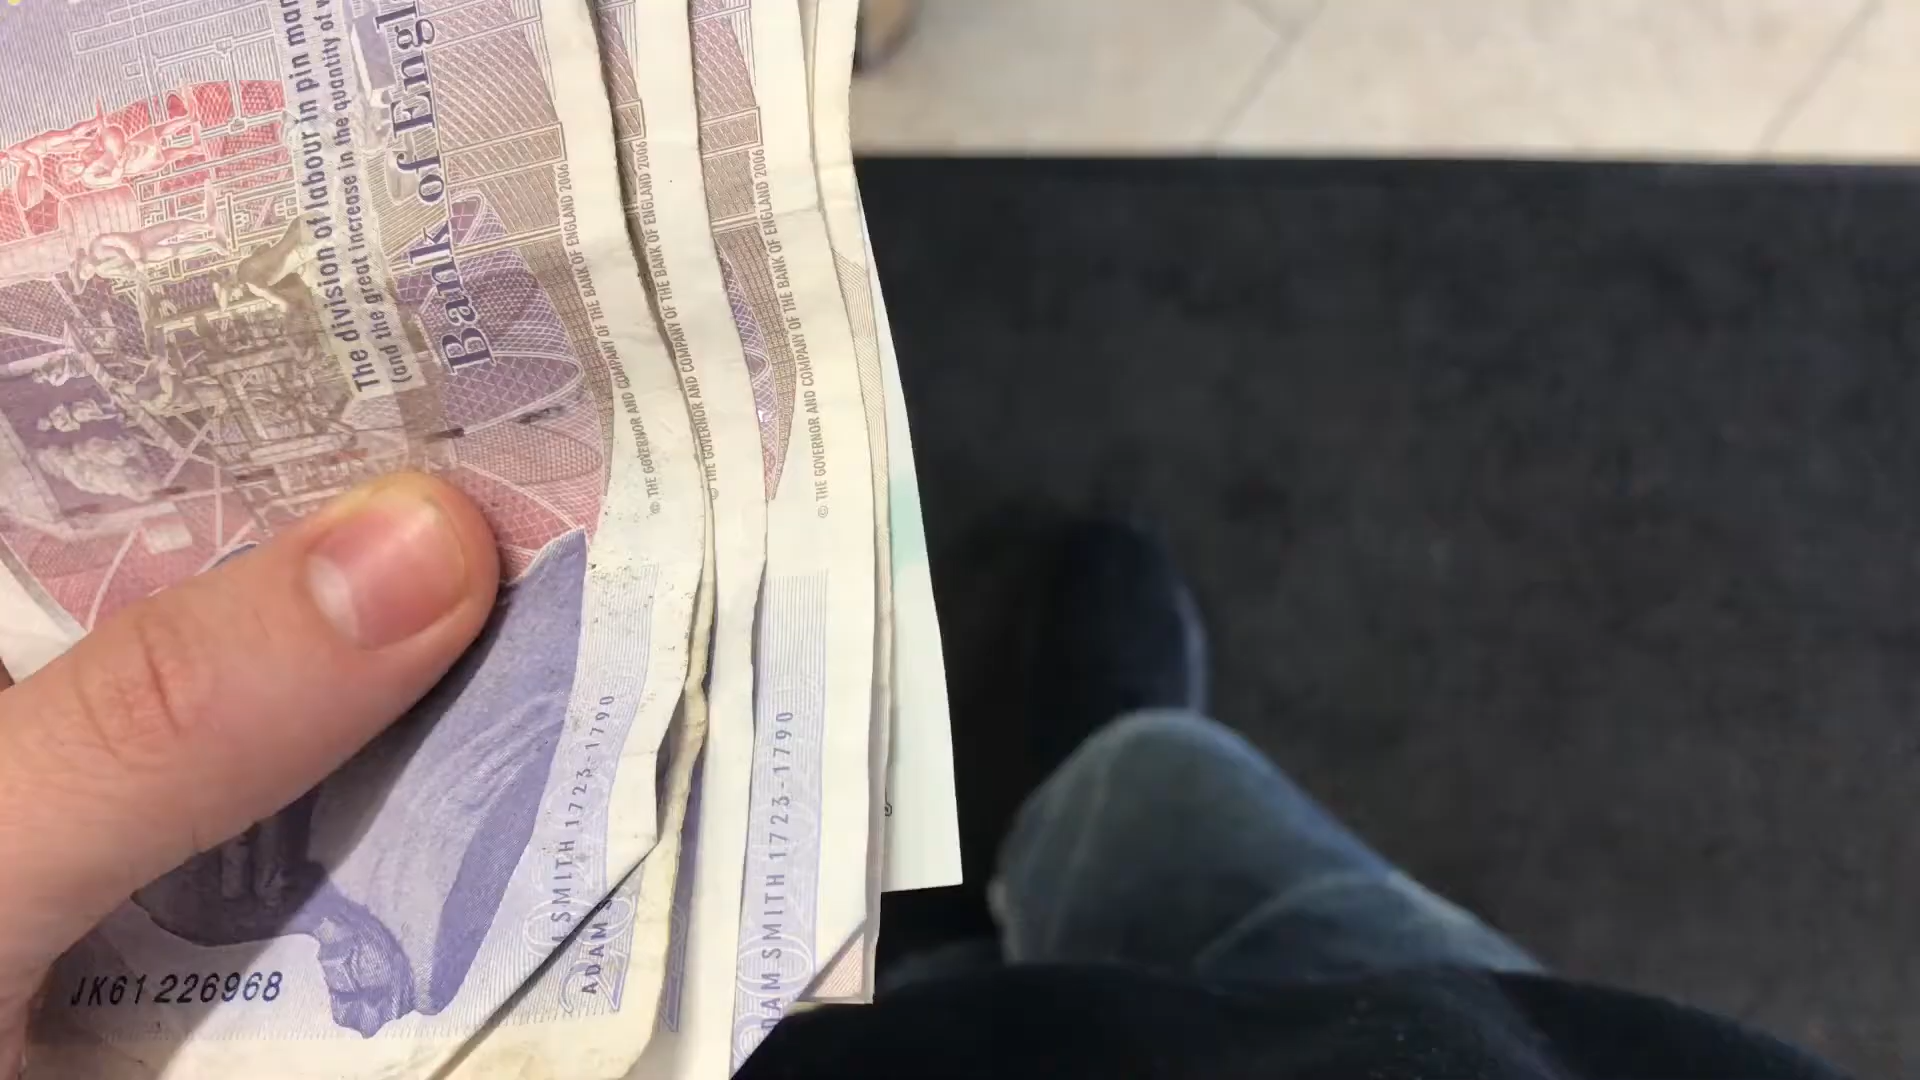 The division of labour in pin man
(and the great increase in the quantity of w
Bank of Engl
© THE GOVERNOR AND COMPANY OF THE BANK OF ENGLAND 2006
© THE GOVERNOR AND COMPANY OF THE BANK OF ENGLAND 2006
© THE GOVERNOR AND COMPANY OF THE BANK OF ENGLAND 2006
SMITH 1723-1790
ADAM S
ADAM SMITH 1723-1790
JK61 226968